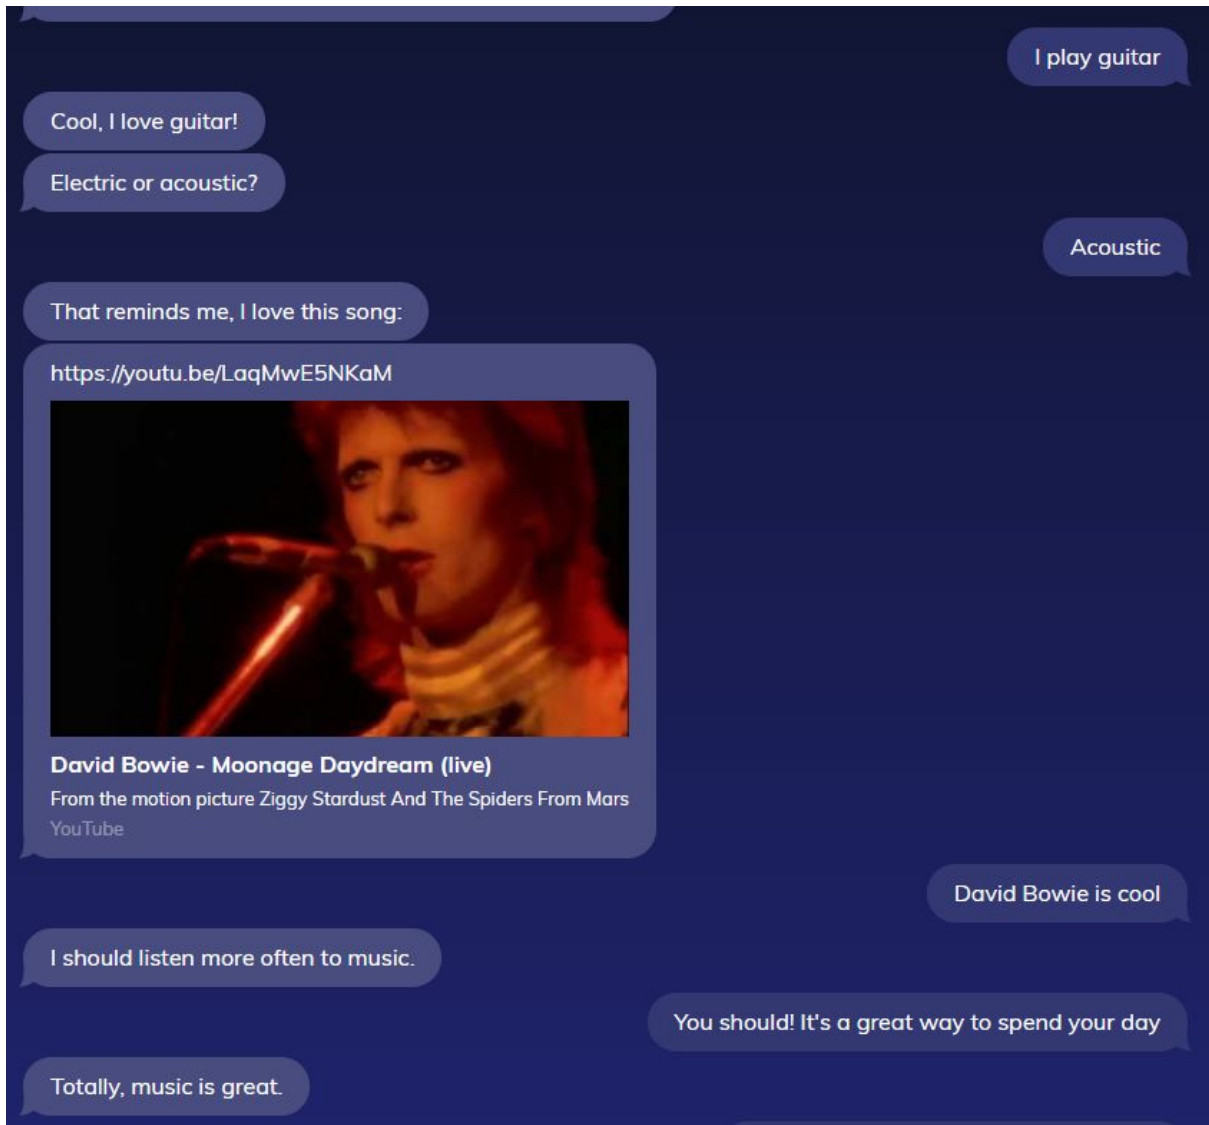 I play guitar
Cool, I love guitar!
Electric or acoustic?
Acoustic
That reminds me, I love this song:
https://youtu.be/LaqMwE5NKaM
David Bowie - Moonage Daydream (live)
From the motion picture Ziggy Stardust And The Spiders From Mars
YouTube
David Bowie is cool
I should listen more often to music.
You should! It's a great way to spend your day
Totally, music is great.